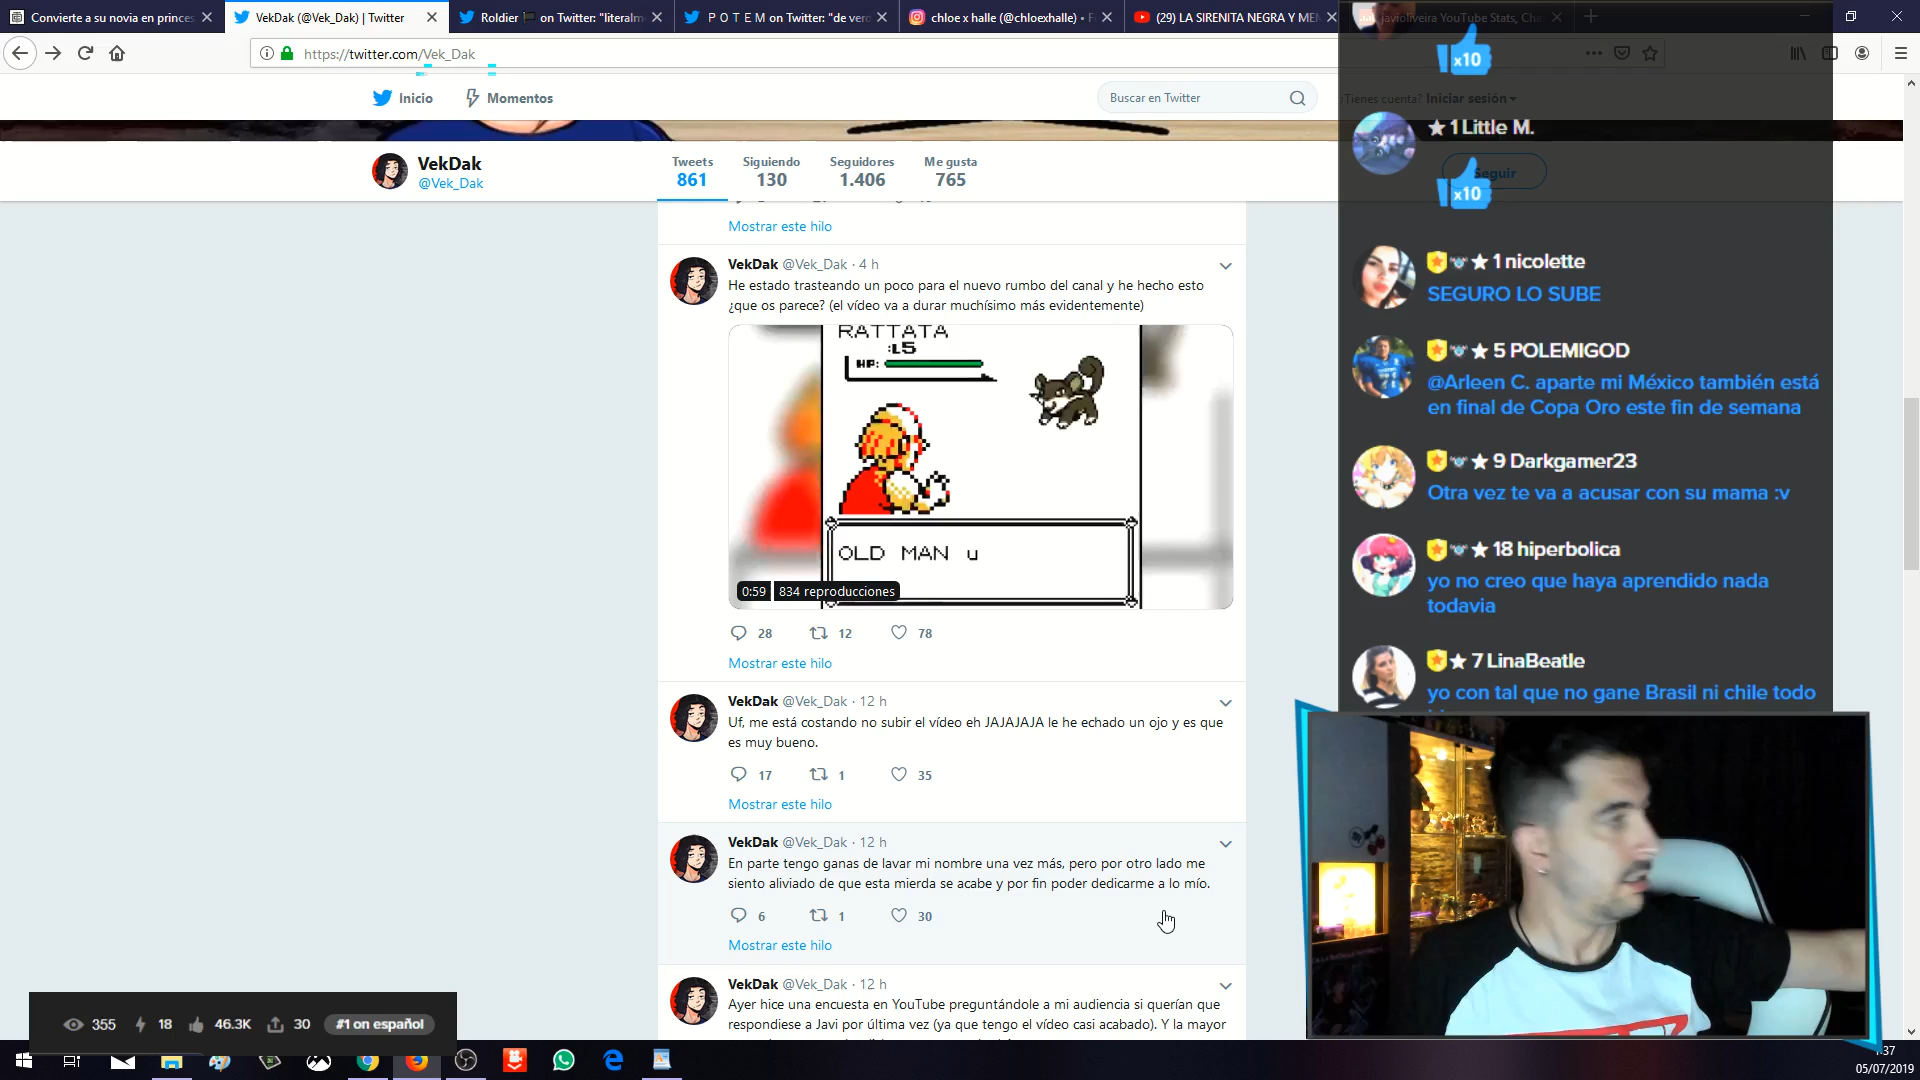 Convierte a su novia en princes
VekDak (@Vek_Dak) | Twitter
Roldier on Twitter: "literalm
P O T E M on Twitter: "de verd
chloe x halle (@chloexhalle) •
(29) LA SIRENITA NEGRA Y ME
javioliveira YouTube Stats, Cha
https://twitter.com/Vek_Dak
Inicio
Momentos
Buscar en Twitter
¿Tienes cuenta? Iniciar sesión
VekDak
@Vek_Dak
Tweets
861
Siguiendo
130
Seguidores
1.406
Me gusta
765
Seguir
Mostrar este hilo
VekDak @Vek_Dak · 4 h
He estado trasteando un poco para el nuevo rumbo del canal y he hecho esto
¿que os parece? (el vídeo va a durar muchísimo más evidentemente)
RATTATA
:L5
HP:
OLD MAN u
0:59
834 reproducciones
28
12
78
Mostrar este hilo
VekDak @Vek_Dak · 12 h
Uf, me está costando no subir el vídeo eh JAJAJAJA le he echado un ojo y es que
es muy bueno.
17
1
35
Mostrar este hilo
VekDak @Vek_Dak · 12 h
En parte tengo ganas de lavar mi nombre una vez más, pero por otro lado me
siento aliviado de que esta mierda se acabe y por fin poder dedicarme a lo mío.
6
1
30
Mostrar este hilo
VekDak @Vek_Dak · 12 h
Ayer hice una encuesta en YouTube preguntándole a mi audiencia si querían que
respondiese a Javi por última vez (ya que tengo el vídeo casi acabado). Y la mayor
x10
1 Little M.
x10
1 nicolette
SEGURO LO SUBE
5 POLEMIGOD
@Arleen C. aparte mi México también está
en final de Copa Oro este fin de semana
9 Darkgamer23
Otra vez te va a acusar con su mama :v
18 hiperbolica
yo no creo que haya aprendido nada
todavia
7 LinaBeatle
yo con tal que no gane Brasil ni chile todo
355
18
46.3K
30
#1 on español
:37
05/07/2019